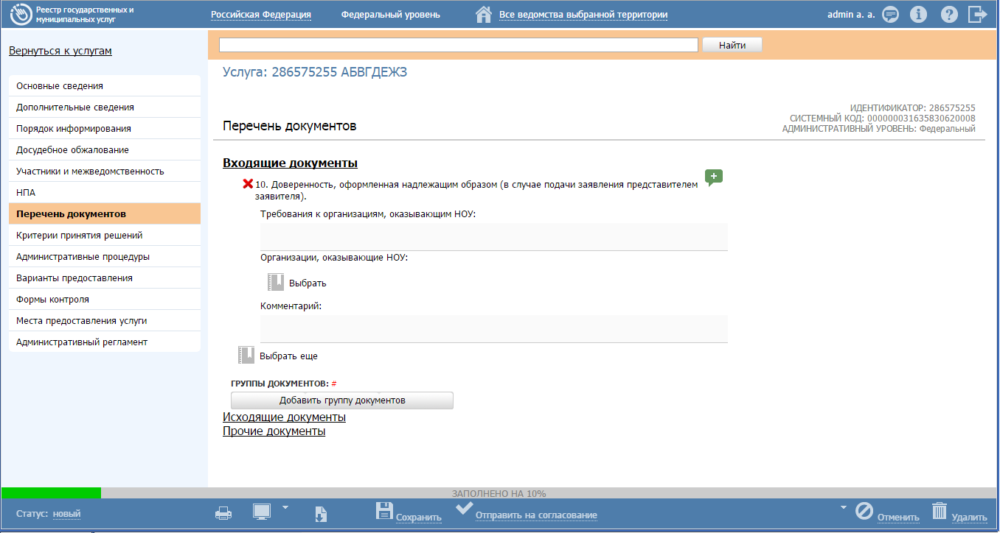 Реестр государственных и
муниципальных услуг
Российская Федерация
Федеральный уровень
Все ведомства выбранной территории
admin a. a.
Вернуться к услугам
Найти
Услуга: 286575255 АБВГДЕЖЗ
Основные сведения
Дополнительные сведения
Порядок информирования
Досудебное обжалование
Участники и межведомственность
НПА
Перечень документов
Критерии принятия решений
Административные процедуры
Варианты предоставления
Формы контроля
Места предоставления услуги
Административный регламент
ИДЕНТИФИКАТОР: 286575255
СИСТЕМНЫЙ КОД: 000000031635830620008
АДМИНИСТРАТИВНЫЙ УРОВЕНЬ: Федеральный
Перечень документов
Входящие документы
10. Доверенность, оформленная надлежащим образом (в случае подачи заявления представителем
заявителя).
Требования к организациям, оказывающим НОУ:
Организации, оказывающие НОУ:
Выбрать
Комментарий:
Выбрать еще
ГРУППЫ ДОКУМЕНТОВ: #
Добавить группу документов
Исходящие документы
Прочие документы
ЗАПОЛНЕНО НА 10%
Статус: новый
Сохранить
Отправить на согласование
Отменить
Удалить